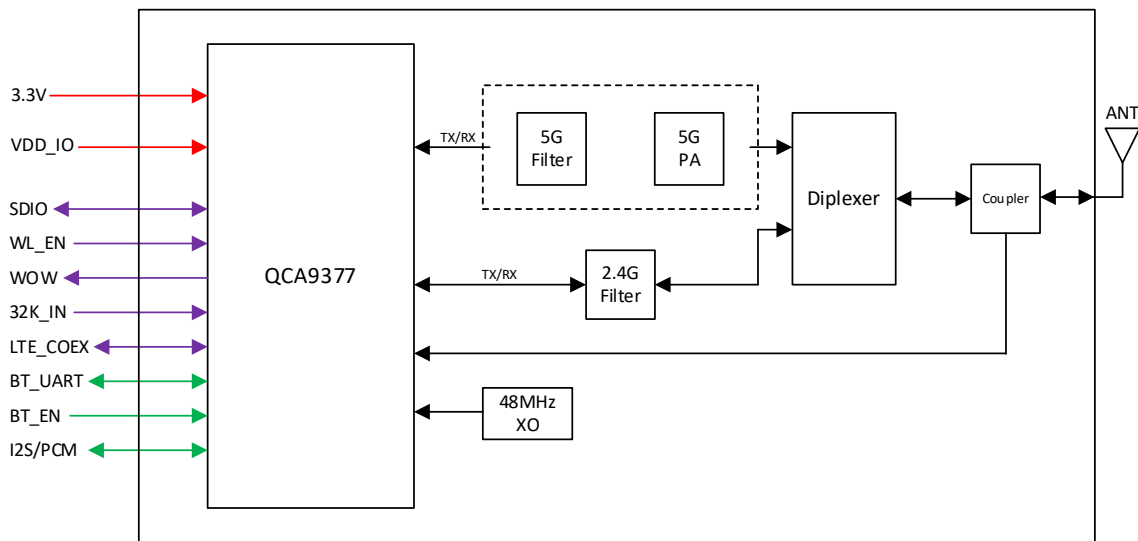 3.3V
VDD_IO
SDIO
WL_EN
WOW
32K_IN
LTE_COEX
BT_UART
BT_EN
I2S/PCM
QCA9377
TX/RX
5G
Filter
5G
PA
TX/RX
2.4G
Filter
48MHz
XO
Diplexer
Coupler
ANT